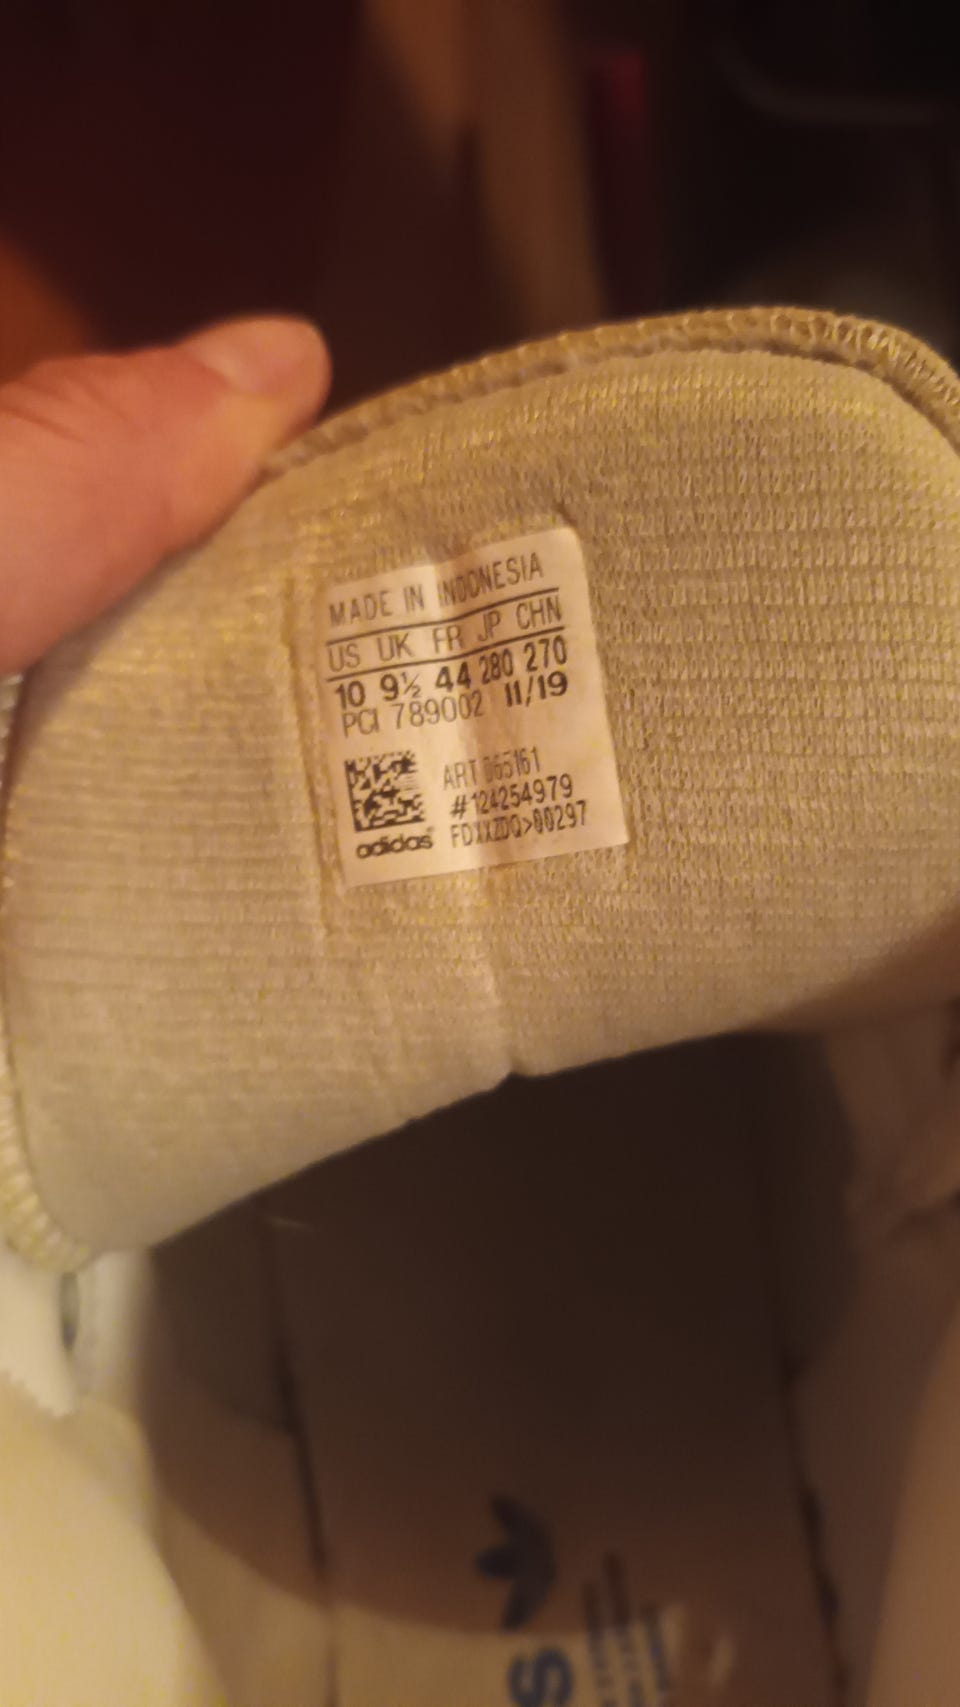 MADE IN INDONESIA
US UK FR JP CHN
10 9½ 44 280 270
PCI 789002 11/19
ART D65161
#124254979
FDXXZDQ>00297
adidas
S